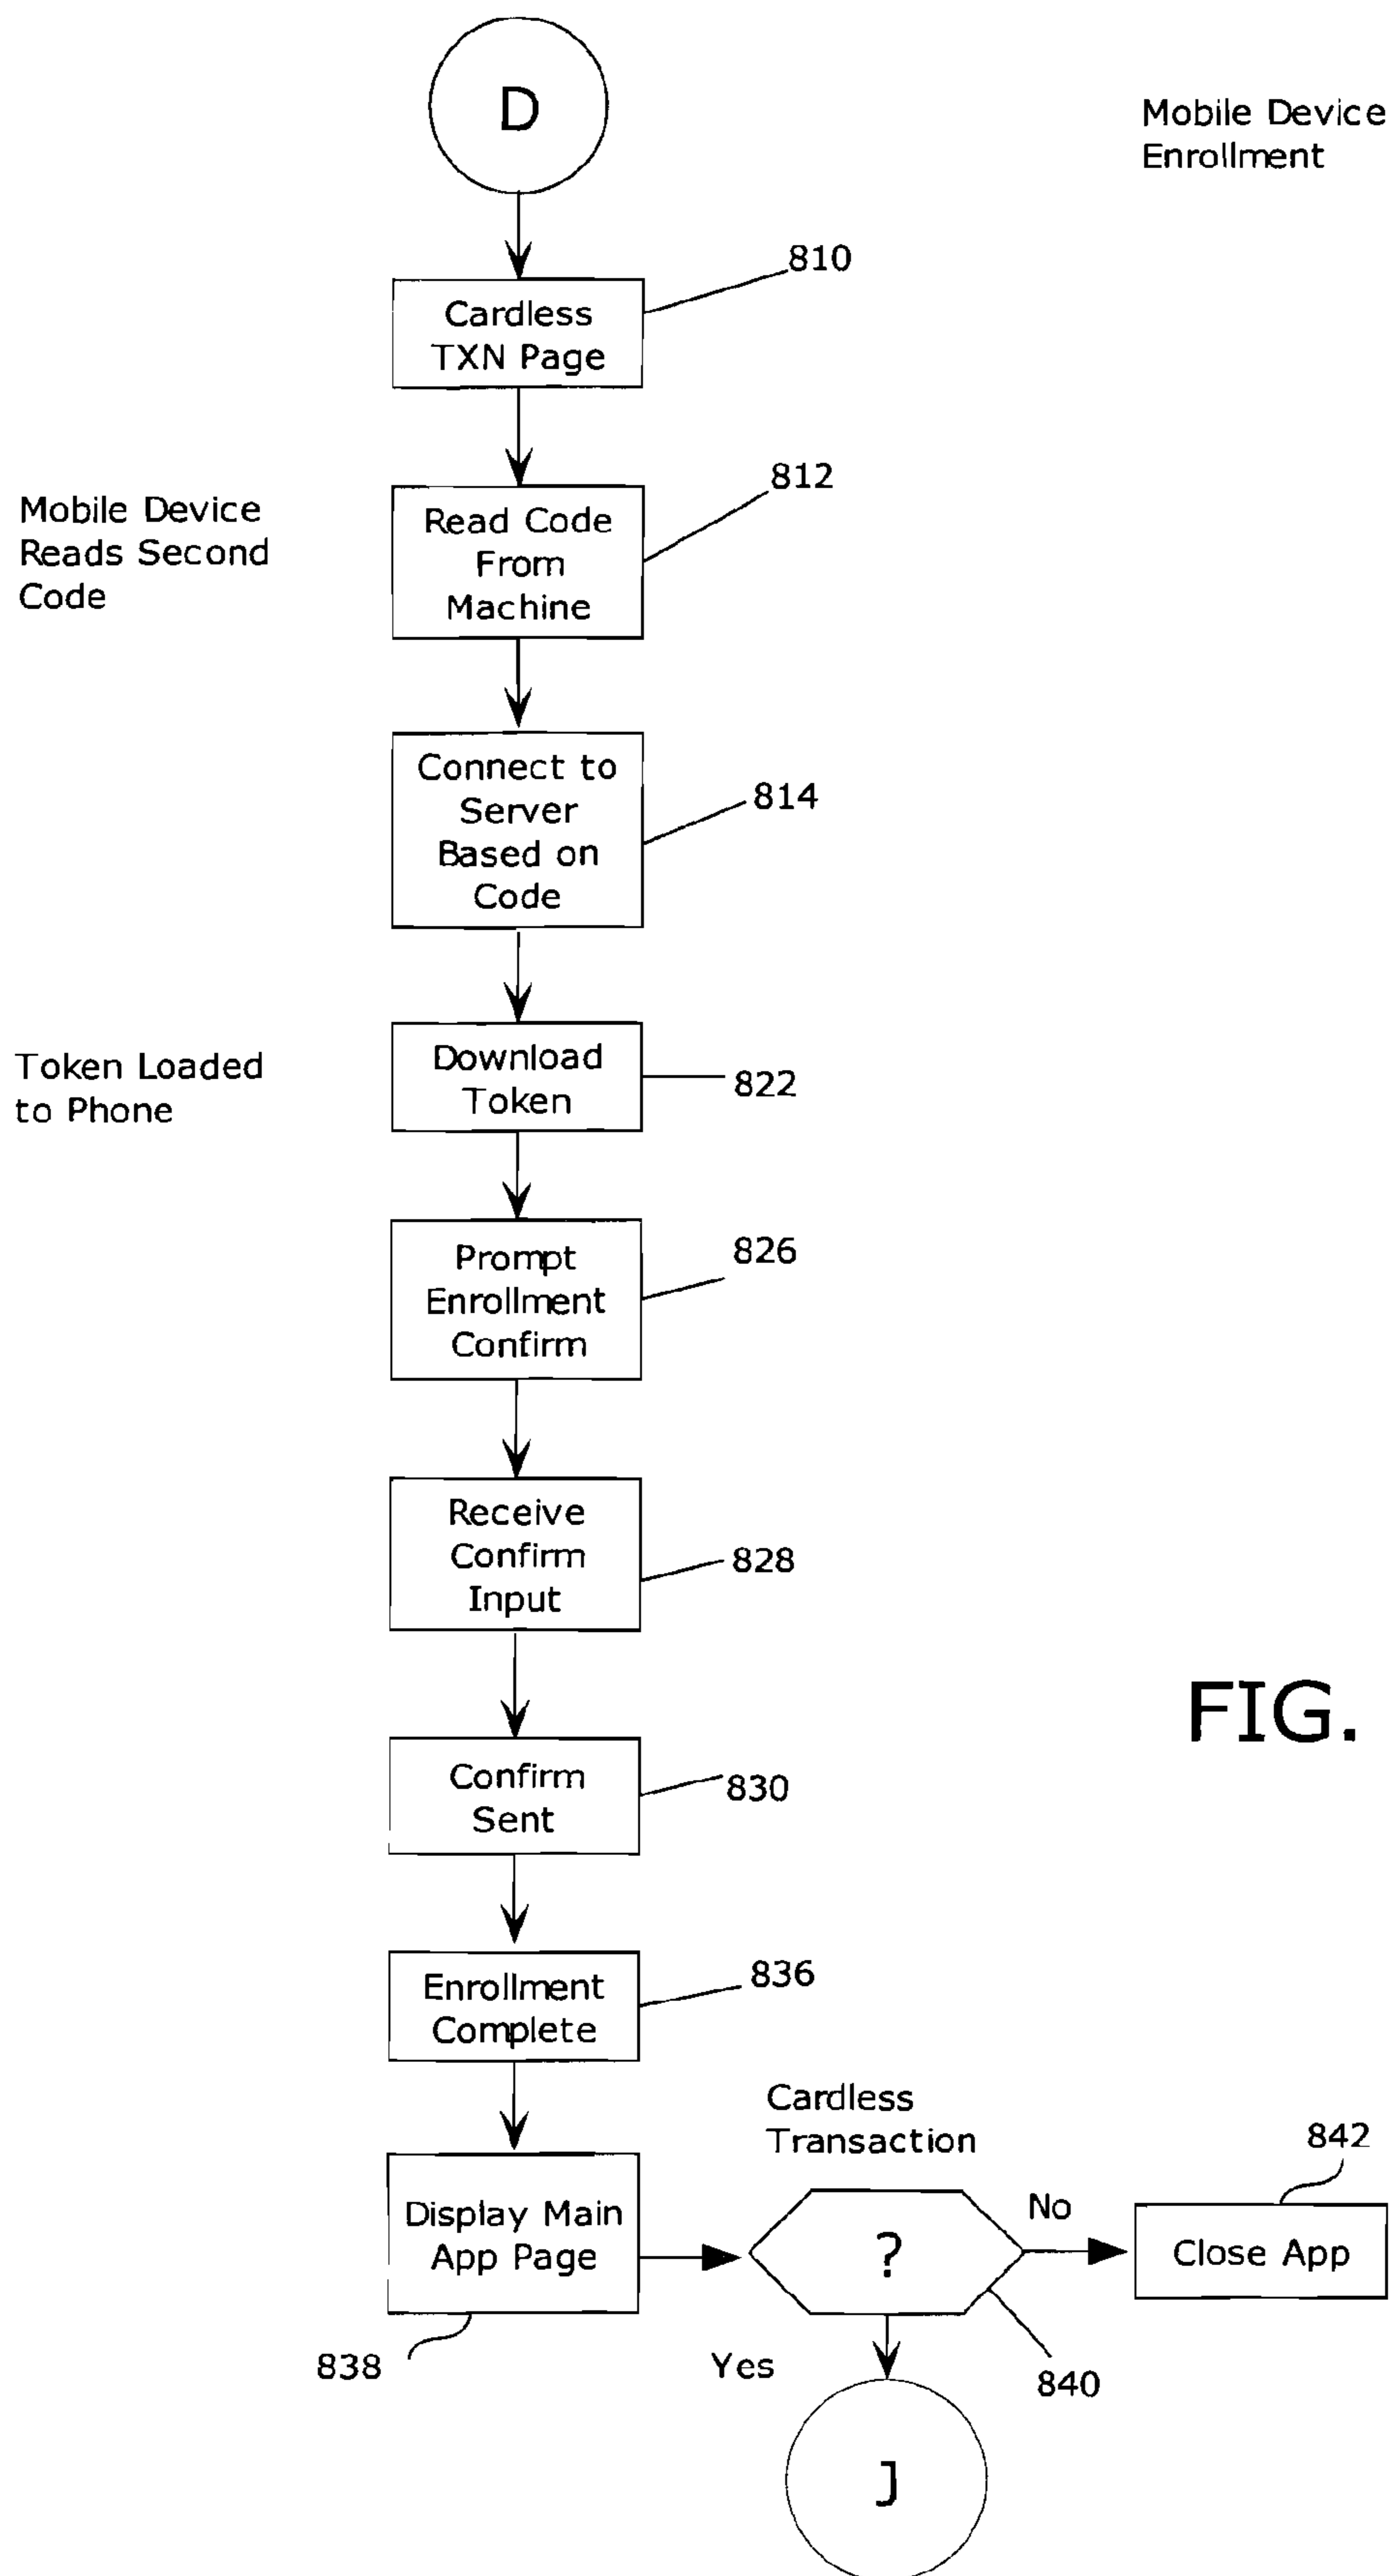 D
Mobile Device
Enrollment
810
Cardless
TXN Page
812
Mobile Device
Reads Second
Code
Read Code
From
Machine
Connect to
Server
Based on
Code
814
Token Loaded
to Phone
Download
Token
822
Prompt
Enrollment
Confirm
826
Receive
Confirm
Input
828
FIG.
Confirm
Sent
830
Enrollment
Complete
836
Cardless
Transaction
842
Display Main
App Page
?
No
Close App
838
Yes
840
J